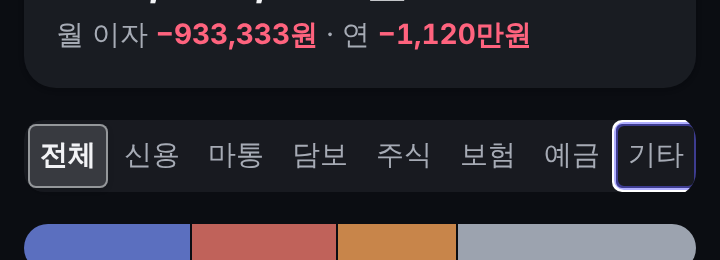 월 이자 −933,333원 · 연 −1,120만원
전체 신용 마통 담보 주식 보험 예금 기타